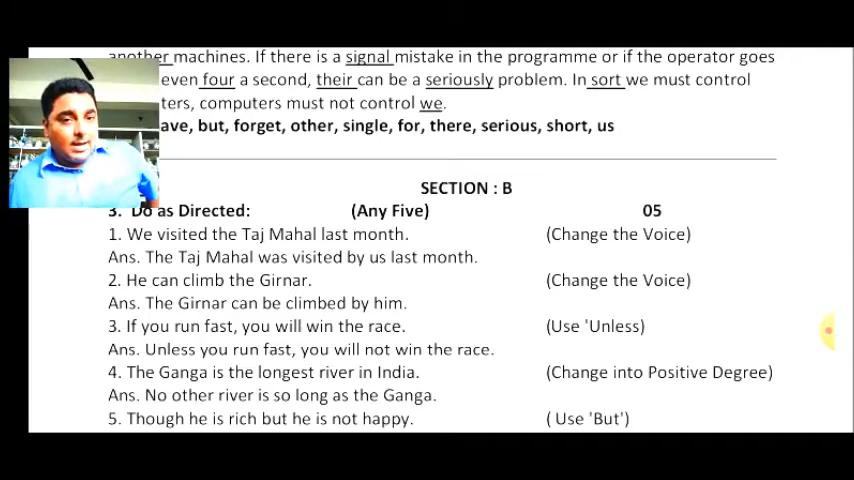 another machines. If there is a signal mistake in the programme or if the operator goes
even four a second, their can be a seriously problem. In sort we must control
ters, computers must not control we.
ave, but, forget, other, single, for, there, serious, short, us
SECTION : B
3. Do as Directed: (Any Five) 05
1. We visited the Taj Mahal last month. (Change the Voice)
Ans. The Taj Mahal was visited by us last month.
2. He can climb the Girnar. (Change the Voice)
Ans. The Girnar can be climbed by him.
3. If you run fast, you will win the race. (Use 'Unless)
Ans. Unless you run fast, you will not win the race.
4. The Ganga is the longest river in India. (Change into Positive Degree)
Ans. No other river is so long as the Ganga.
5. Though he is rich but he is not happy. ( Use 'But')